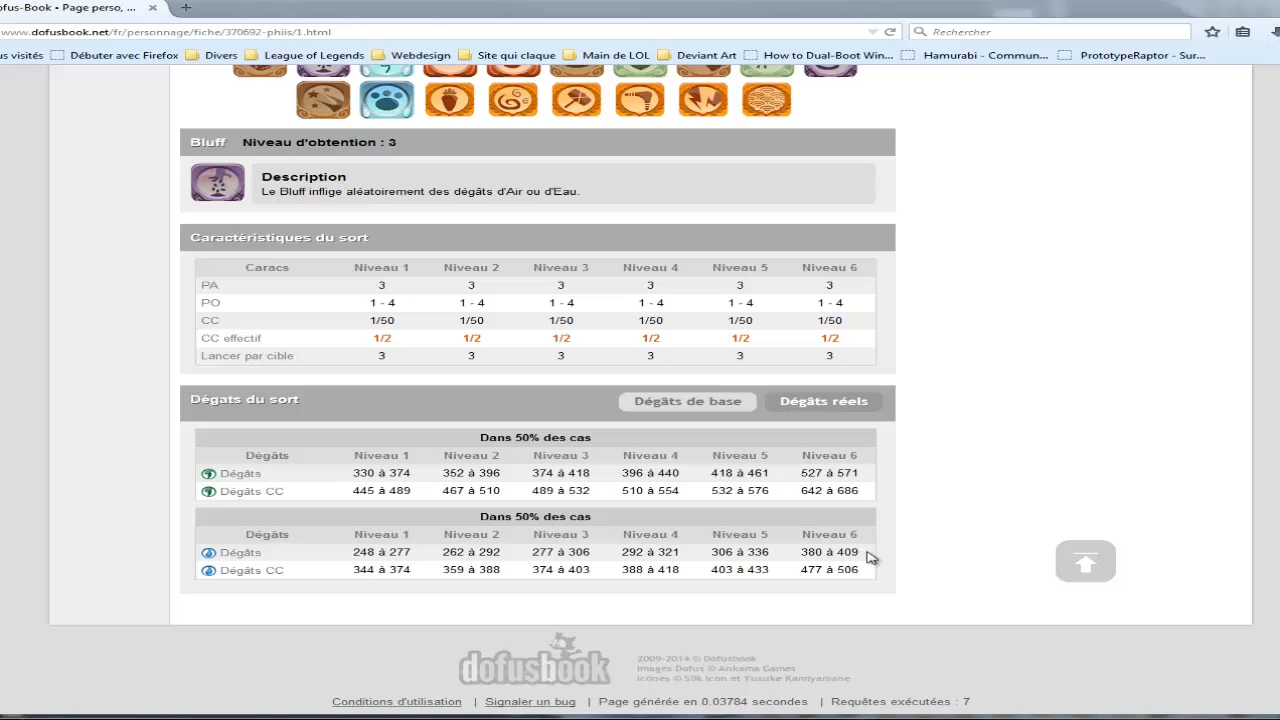 ofus-Book • Page perso, ...
www.dofusbook.net/fr/personnage/fiche/370692-phiis/1.html
Rechercher
us visités Débuter avec Firefox Divers League of Legends Webdesign Site qui claque Main de LOL Deviant Art How to Dual-Boot Win... Hamurabi - Commun... PrototypeRaptor - Sur...
Bluff Niveau d'obtention : 3
Description
Le Bluff inflige aléatoirement des dégâts d'Air ou d'Eau.
Caractéristiques du sort
Caracs Niveau 1 Niveau 2 Niveau 3 Niveau 4 Niveau 5 Niveau 6
PA 3 3 3 3 3 3
PO 1 - 4 1 - 4 1 - 4 1 - 4 1 - 4 1 - 4
CC 1/50 1/50 1/50 1/50 1/50 1/50
CC effectif 1/2 1/2 1/2 1/2 1/2 1/2
Lancer par cible 3 3 3 3 3 3
Dégats du sort Dégâts de base Dégâts réels
Dans 50% des cas
Dégâts Niveau 1 Niveau 2 Niveau 3 Niveau 4 Niveau 5 Niveau 6
Dégâts 330 à 374 352 à 396 374 à 418 396 à 440 418 à 461 527 à 571
Dégâts CC 445 à 489 467 à 510 489 à 532 510 à 554 532 à 576 642 à 686
Dans 50% des cas
Dégâts Niveau 1 Niveau 2 Niveau 3 Niveau 4 Niveau 5 Niveau 6
Dégâts 248 à 277 262 à 292 277 à 306 292 à 321 306 à 336 380 à 409
Dégâts CC 344 à 374 359 à 388 374 à 403 388 à 418 403 à 433 477 à 506
dofusbook
2009-2014 © Dofusbook
Images Dofus © Ankama Games
Icônes © Silk Icon et Yusuke Kamiyamane
Conditions d'utilisation | Signaler un bug | Page générée en 0.03784 secondes | Requêtes exécutées : 7